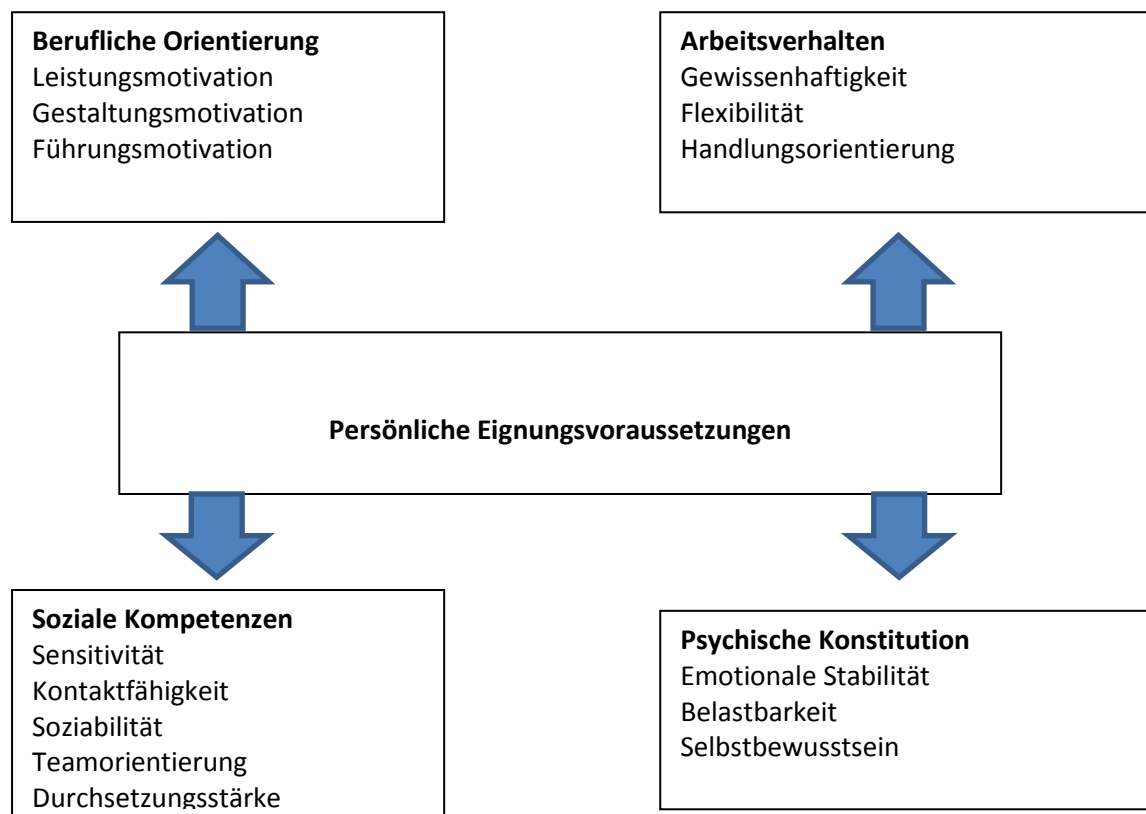 Berufliche Orientierung
Leistungsmotivation
Gestaltungsmotivation
Führungsmotivation
Arbeitsverhalten
Gewissenhaftigkeit
Flexibilität
Handlungsorientierung
Persönliche Eignungsvoraussetzungen
Soziale Kompetenzen
Sensitivität
Kontaktfähigkeit
Soziabilität
Teamorientierung
Durchsetzungsstärke
Psychische Konstitution
Emotionale Stabilität
Belastbarkeit
Selbstbewusstsein